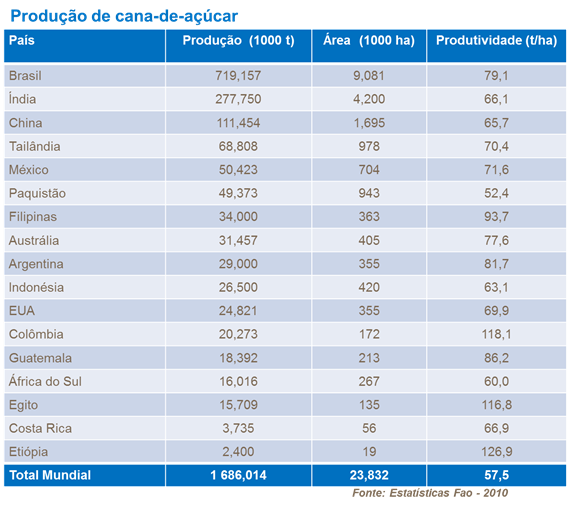 Produção de cana-de-açúcar
País Produção (1000 t) Área (1000 ha) Produtividade (t/ha)
Brasil 719,157 9,081 79,1
Índia 277,750 4,200 66,1
China 111,454 1,695 65,7
Tailândia 68,808 978 70,4
México 50,423 704 71,6
Paquistão 49,373 943 52,4
Filipinas 34,000 363 93,7
Austrália 31,457 405 77,6
Argentina 29,000 355 81,7
Indonésia 26,500 420 63,1
EUA 24,821 355 69,9
Colômbia 20,273 172 118,1
Guatemala 18,392 213 86,2
África do Sul 16,016 267 60,0
Egito 15,709 135 116,8
Costa Rica 3,735 56 66,9
Etiópia 2,400 19 126,9
Total Mundial 1 686,014 23,832 57,5
Fonte: Estatísticas Fao - 2010